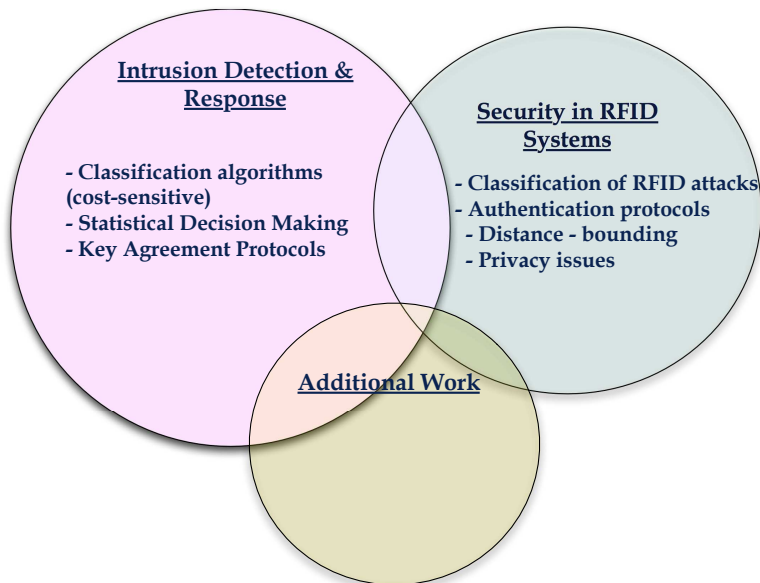 Intrusion Detection &
Response
- Classification algorithms
(cost-sensitive)
- Statistical Decision Making
- Key Agreement Protocols
Security in RFID
Systems
- Classification of RFID attacks
- Authentication protocols
- Distance - bounding
- Privacy issues
Additional Work